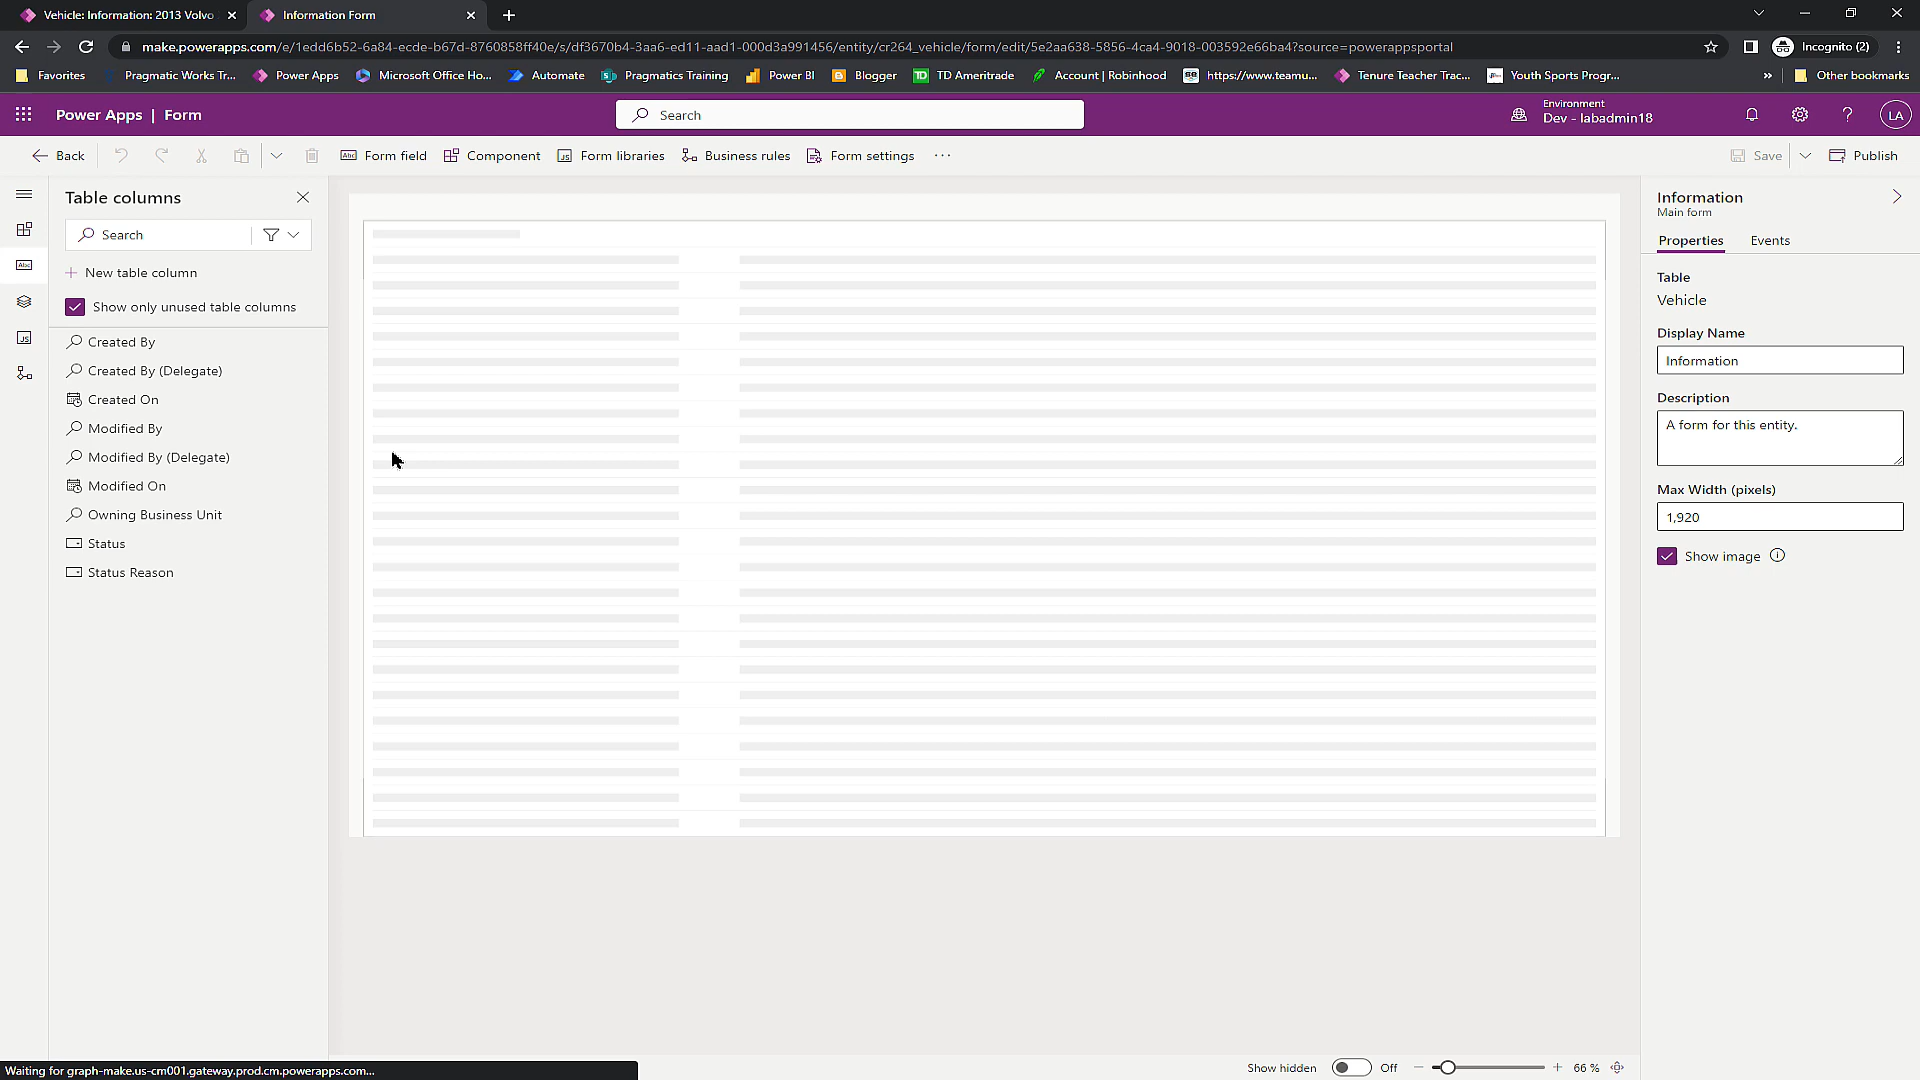 Vehicle: Information: 2013 Volvo
Information Form
make.powerapps.com/e/1edd6b52-6a84-ecde-b67d-8760858ff40e/s/df3670b4-3aa6-ed11-aad1-000d3a991456/entity/cr264_vehicle/form/edit/5e2aa638-5856-4ca4-9018-003592e66ba4?source=powerappsportal
Incognito (2)
Favorites
Pragmatic Works Tr...
Power Apps
Microsoft Office Ho...
Automate
Pragmatics Training
Power BI
Blogger
TD Ameritrade
Account | Robinhood
https://www.teamu...
Tenure Teacher Trac...
Youth Sports Progr...
»
Other bookmarks
Power Apps | Form
Search
Environment
Dev - labadmin18
?
LA
Back
Abc Form field
Component
JS Form libraries
Business rules
Form settings
...
Save
Publish
Table columns
Search
+ New table column
Show only unused table columns
Abc
JS
Created By
Created By (Delegate)
Created On
Modified By
Modified By (Delegate)
Modified On
Owning Business Unit
Status
Status Reason
Information
Main form
Properties
Events
Table
Vehicle
Display Name
Information
Description
A form for this entity.
Max Width (pixels)
1,920
Show image
Waiting for graph-make.us-cm001.gateway.prod.cm.powerapps.com...
Show hidden
Off
66 %